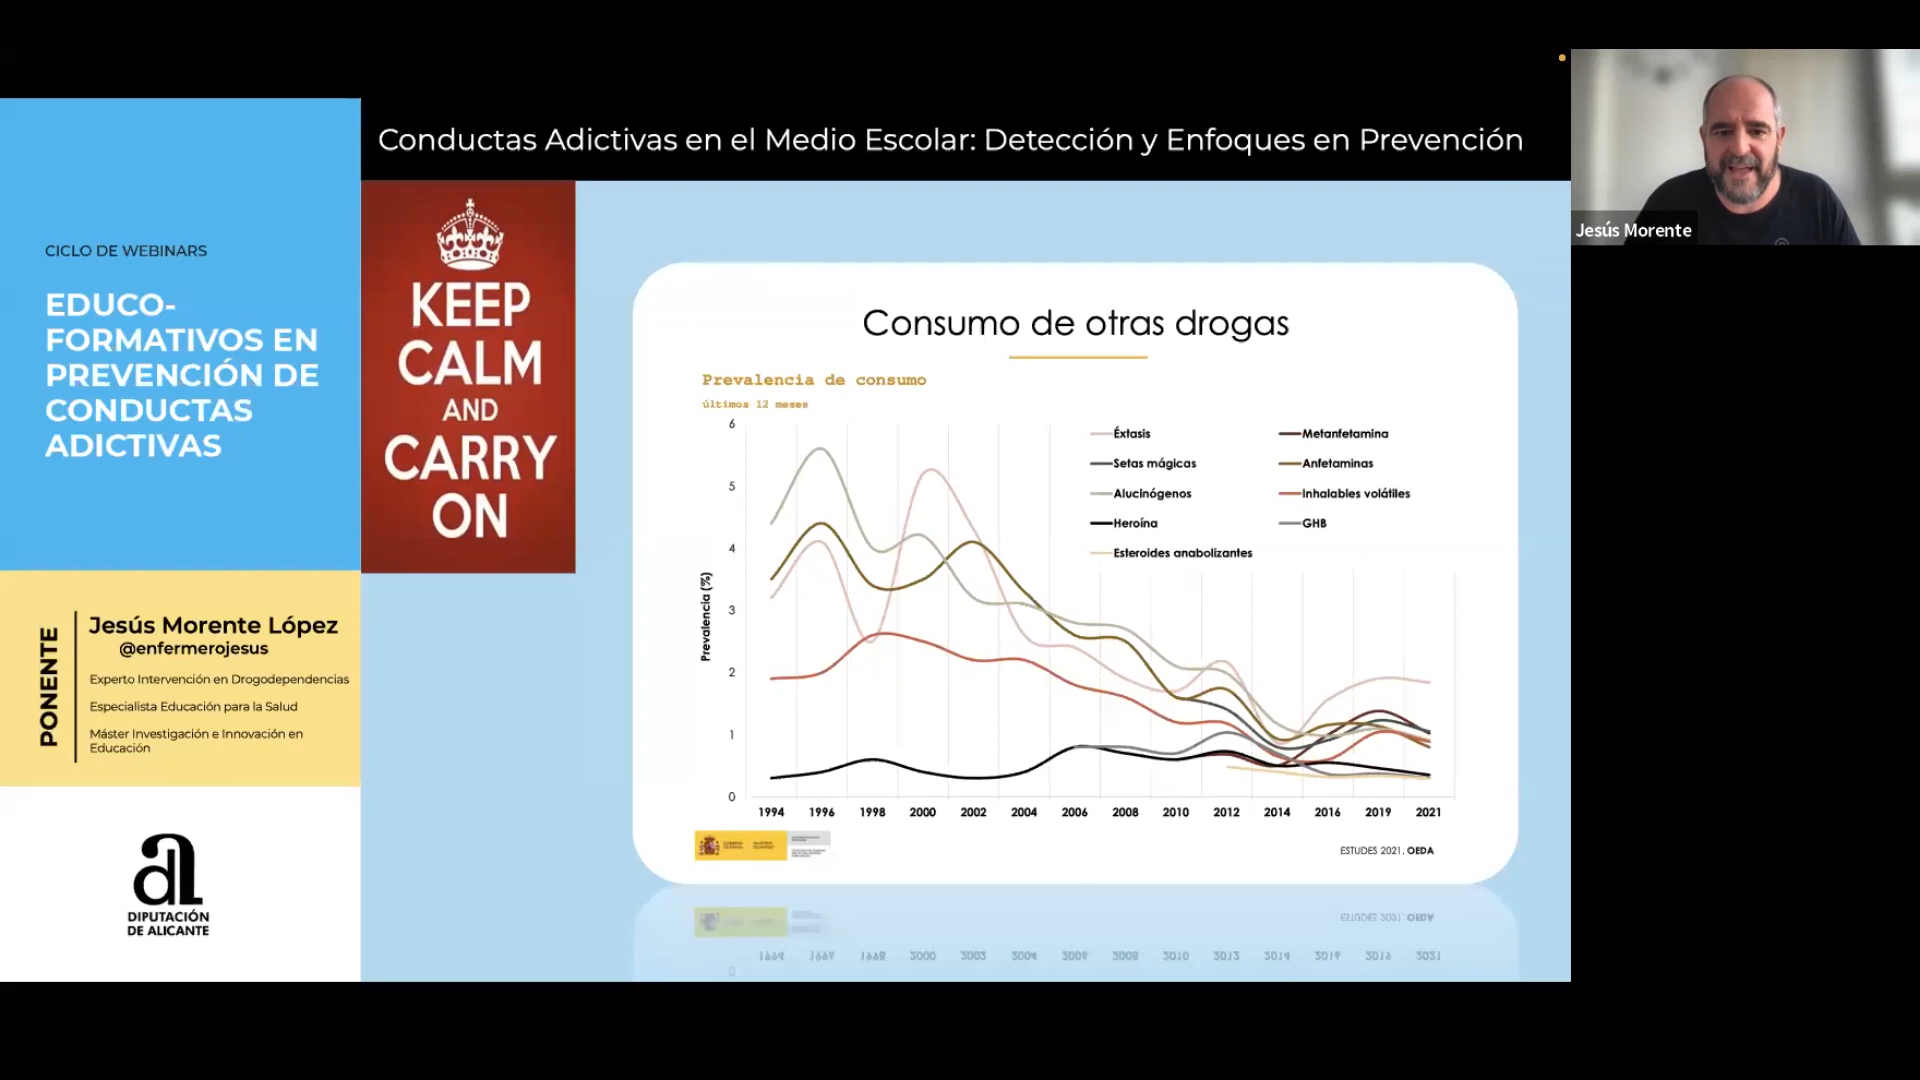 Conductas Adictivas en el Medio Escolar: Detección y Enfoques en Prevención
CICLO DE WEBINARS
EDUCO-
FORMATIVOS EN
PREVENCIÓN DE
CONDUCTAS
ADICTIVAS
KEEP
CALM
AND
CARRY
ON
PONENTE
Jesús Morente López
@enfermerojesus
Experto Intervención en Drogodependencias
Especialista Educación para la Salud
Máster Investigación e Innovación en
Educación
DIPUTACIÓN
DE ALICANTE
Consumo de otras drogas
Prevalencia de consumo
últimos 12 meses
Éxtasis
Metanfetamina
Setas mágicas
Anfetaminas
Alucinógenos
Inhalables volátiles
Heroína
GHB
Esteroides anabolizantes
Prevalencia (%)
6
5
4
3
2
1
0
1994 1996 1998 2000 2002 2004 2006 2008 2010 2012 2014 2016 2019 2021
ESTUDES 2021. OEDA
Jesús Morente